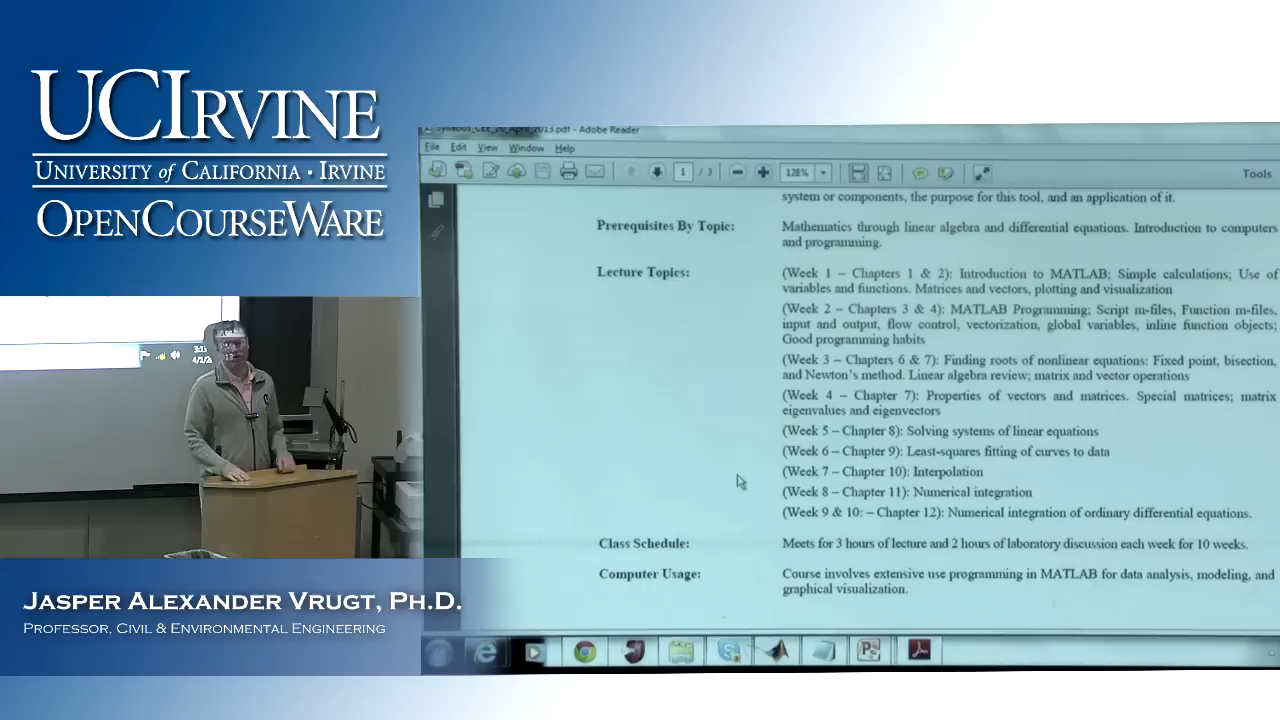 UCIRVINE
UNIVERSITY of CALIFORNIA · IRVINE
OPENCOURSEWARE
Syllabus_CEE_20_April_2013.pdf - Adobe Reader
File Edit View Window Help
1 / 3 128% Tools
system or components, the purpose for this tool, and an application of it.
Prerequisites By Topic: Mathematics through linear algebra and differential equations. Introduction to computers
and programming.
Lecture Topics: (Week 1 – Chapters 1 & 2): Introduction to MATLAB; Simple calculations; Use of
variables and functions. Matrices and vectors, plotting and visualization
(Week 2 – Chapters 3 & 4): MATLAB Programming; Script m-files, Function m-files,
input and output, flow control, vectorization, global variables, inline function objects;
Good programming habits
(Week 3 – Chapters 6 & 7): Finding roots of nonlinear equations: Fixed point, bisection,
and Newton's method. Linear algebra review; matrix and vector operations
(Week 4 – Chapter 7): Properties of vectors and matrices. Special matrices; matrix
eigenvalues and eigenvectors
(Week 5 – Chapter 8): Solving systems of linear equations
(Week 6 – Chapter 9): Least-squares fitting of curves to data
(Week 7 – Chapter 10): Interpolation
(Week 8 – Chapter 11): Numerical integration
(Week 9 & 10: – Chapter 12): Numerical integration of ordinary differential equations.
Class Schedule: Meets for 3 hours of lecture and 2 hours of laboratory discussion each week for 10 weeks.
Computer Usage: Course involves extensive use programming in MATLAB for data analysis, modeling, and
graphical visualization.
JASPER ALEXANDER VRUGT, PH.D.
PROFESSOR, CIVIL & ENVIRONMENTAL ENGINEERING